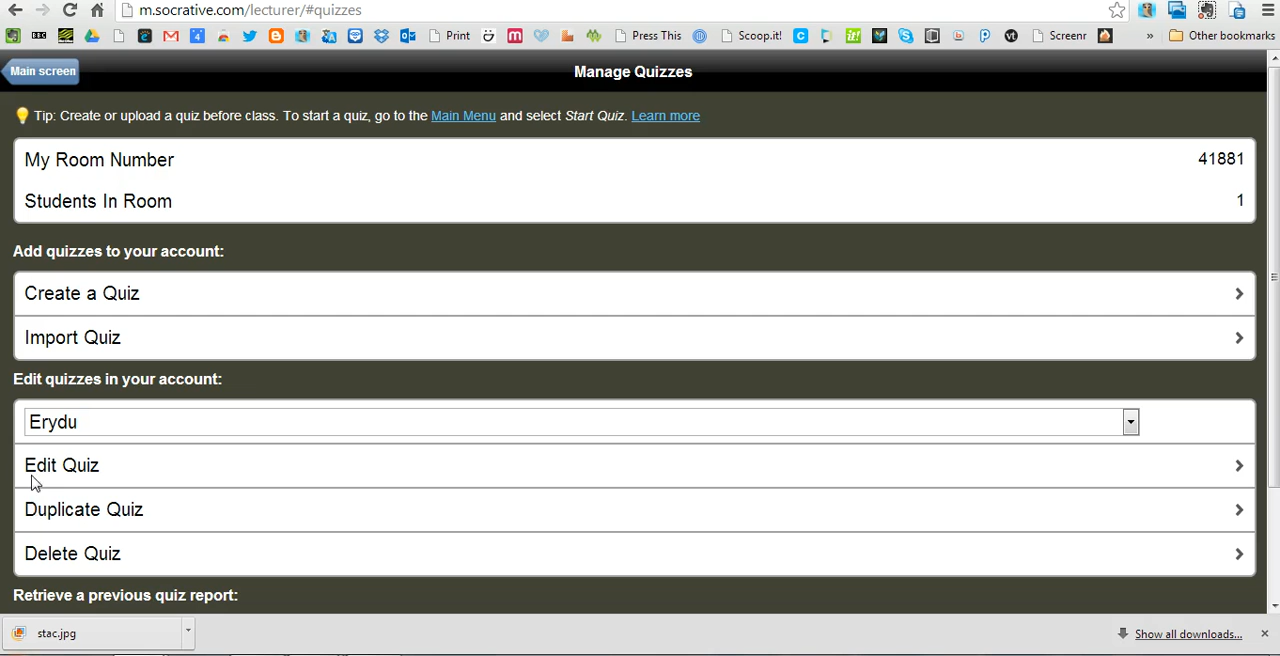 m.socrative.com/lecturer/#quizzes
Print Press This Scoop.it! Screenr » Other bookmarks
Main screen
Manage Quizzes
Tip: Create or upload a quiz before class. To start a quiz, go to the Main Menu and select Start Quiz. Learn more
My Room Number 41881
Students In Room 1
Add quizzes to your account:
Create a Quiz
Import Quiz
Edit quizzes in your account:
Erydu
Edit Quiz
Duplicate Quiz
Delete Quiz
Retrieve a previous quiz report:
stac.jpg Show all downloads...